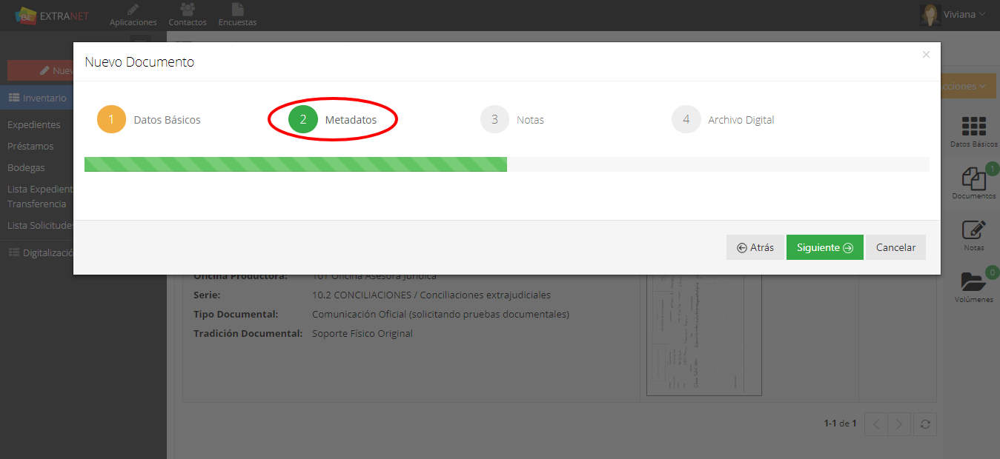 et EXTRANET
Aplicaciones
Contactos
Encuestas
Viviana
Nuevo Documento
×
1 Datos Básicos
2 Metadatos
3 Notas
4 Archivo Digital
Atrás
Siguiente
Cancelar
Inventario
Expedientes
Préstamos
Bodegas
Lista Expedient
Transferencia
Lista Solicitudes
Digitalizació
cciones
Datos Básicos
1
Documentos
Notas
0
Volúmenes
Oficina Productora: 101 Oficina Asesora Jurídica
Serie: 10.2 CONCILIACIONES / Conciliaciones extrajudiciales
Tipo Documental: Comunicación Oficial (solicitando pruebas documentales)
Tradición Documental: Soporte Físico Original
1-1 de 1